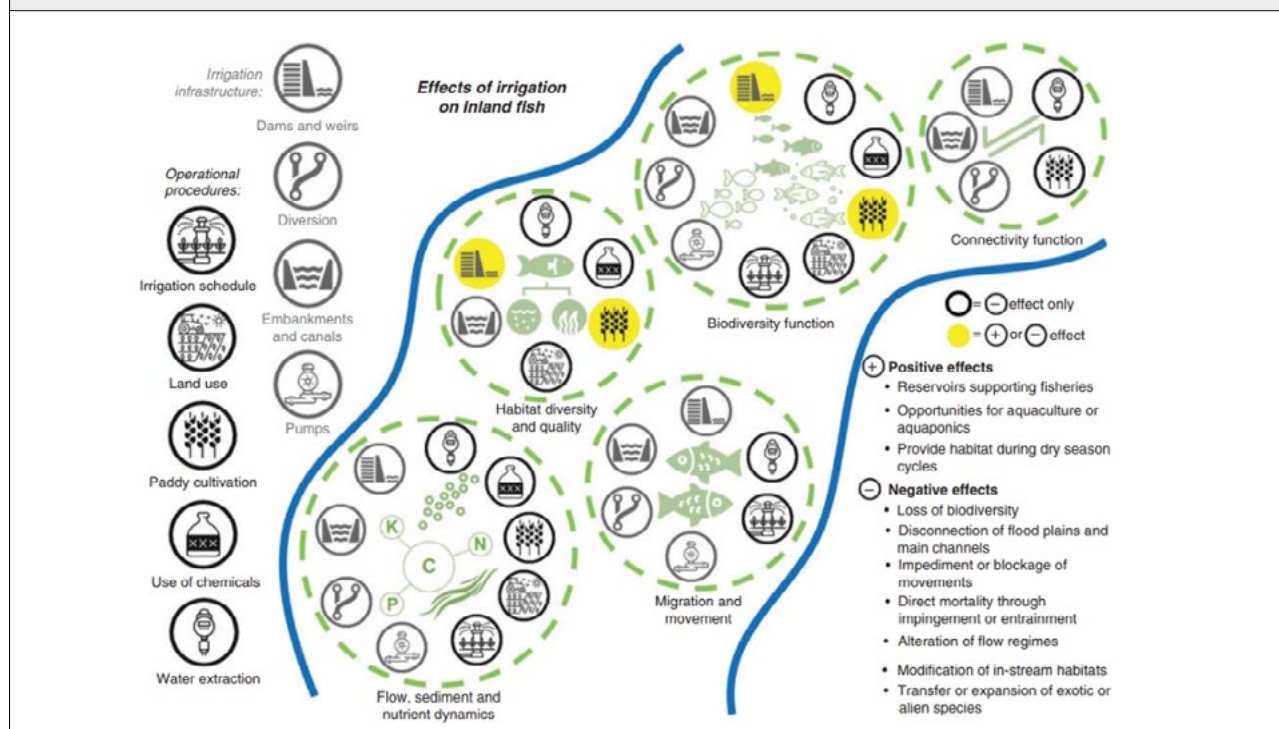 Irrigation
infrastructure:
Dams and weirs
Diversion
Embankments
and canals
Pumps
Operational
procedures:
Irrigation schedule
Land use
Paddy cultivation
XXX
Use of chemicals
Water extraction
Effects of irrigation
on inland fish
XXX
Habitat diversity
and quality
XXX
Biodiversity function
Connectivity function
XXX
K
N
C
P
Flow, sediment and
nutrient dynamics
Migration and
movement
= - effect only
= + or - effect
+ Positive effects
• Reservoirs supporting fisheries
• Opportunities for aquaculture or
aquaponics
• Provide habitat during dry season
cycles
- Negative effects
• Loss of biodiversity
• Disconnection of flood plains and
main channels
• Impediment or blockage of
movements
• Direct mortality through
impingement or entrainment
• Alteration of flow regimes
• Modification of in-stream habitats
• Transfer or expansion of exotic or
alien species